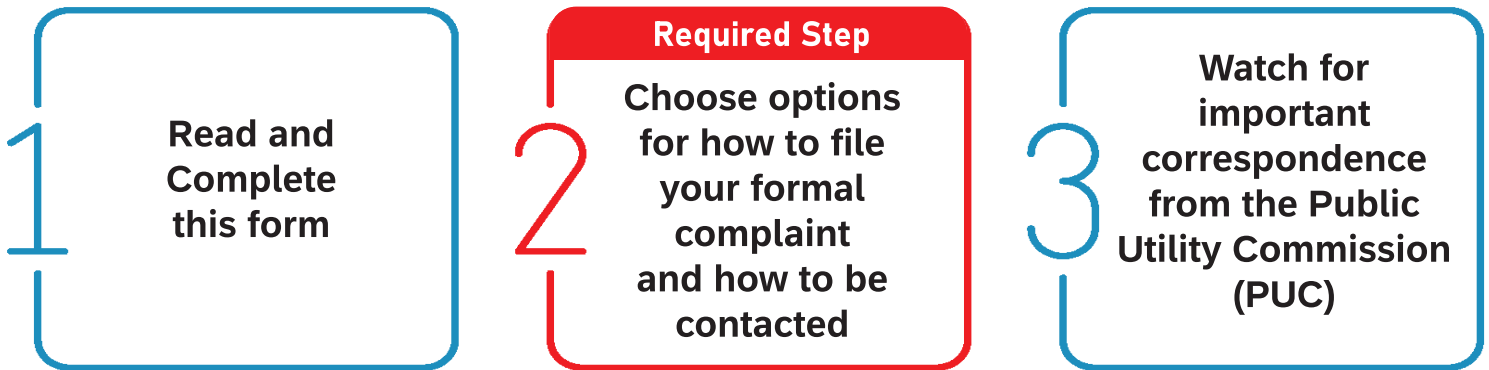 1
Read and
Complete
this form
Required Step
2
Choose options
for how to file
your formal
complaint
and how to be
contacted
3
Watch for
important
correspondence
from the Public
Utility Commission
(PUC)